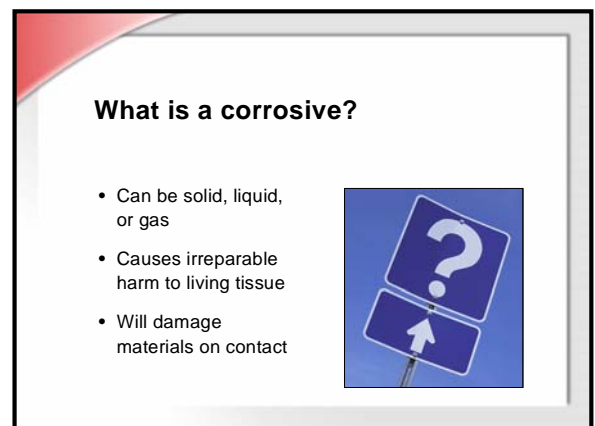 What is a corrosive?
• Can be solid, liquid,
or gas
• Causes irreparable
harm to living tissue
• Will damage
materials on contact
?